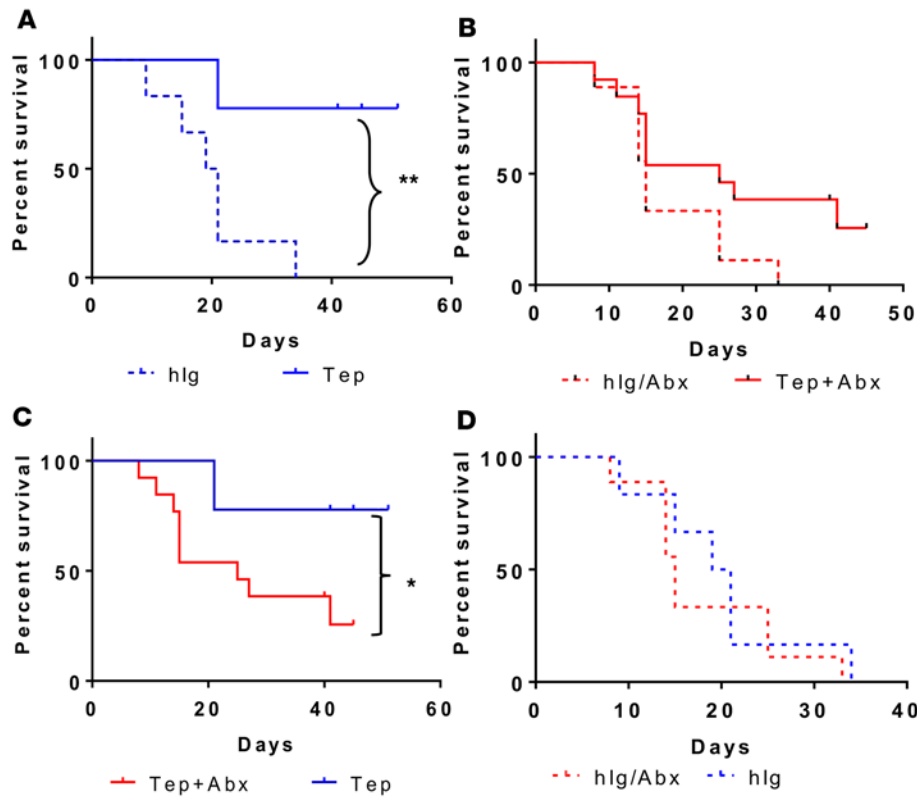 A
Percent survival
100
50
0
**
0 20 40 60
Days
hIg Tep
B
Percent survival
100
50
0
10 20 30 40 50
Days
hIg/Abx Tep+Abx
C
Percent survival
100
50
0
*
0 20 40 60
Days
Tep+Abx Tep
D
Percent survival
100
50
0
0 10 20 30 40
Days
hIg/Abx hIg